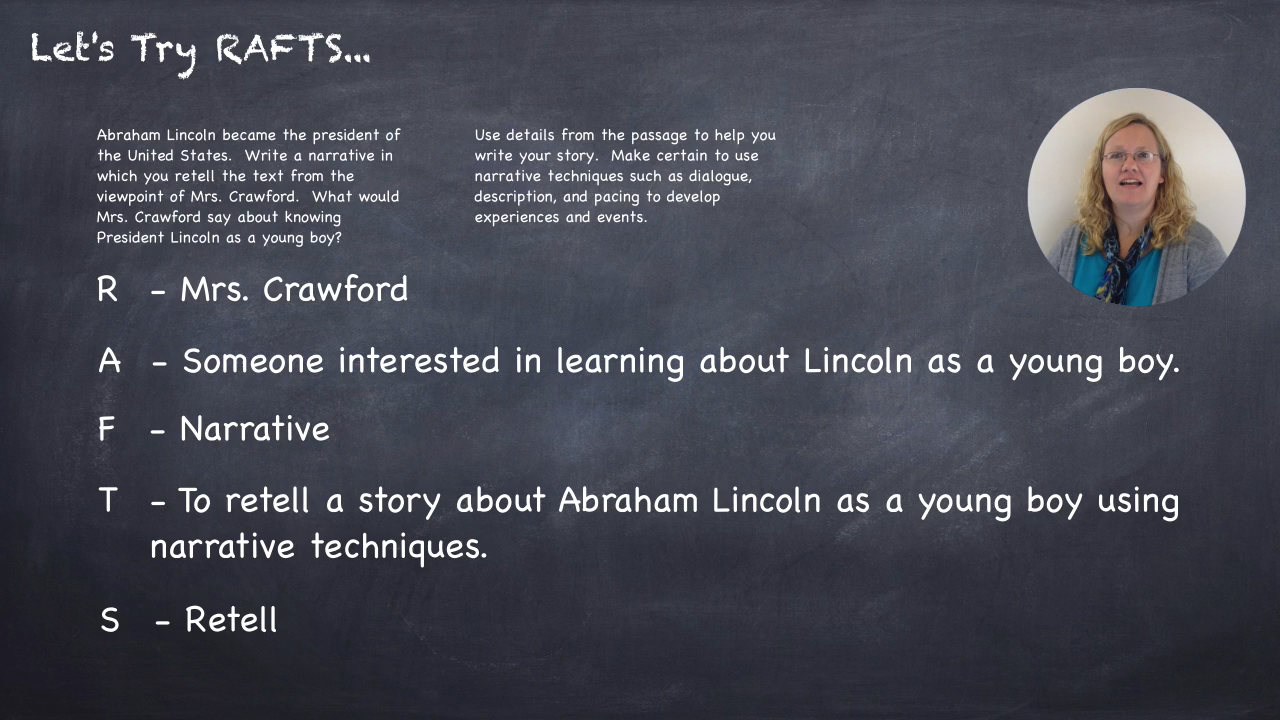 Let's Try RAFTS...
Abraham Lincoln became the president of
the United States.  Write a narrative in
which you retell the text from the
viewpoint of Mrs. Crawford.  What would
Mrs. Crawford say about knowing
President Lincoln as a young boy?
Use details from the passage to help you
write your story.  Make certain to use
narrative techniques such as dialogue,
description, and pacing to develop
experiences and events.
R - Mrs. Crawford
A - Someone interested in learning about Lincoln as a young boy.
F - Narrative
T - To retell a story about Abraham Lincoln as a young boy using
narrative techniques.
S - Retell